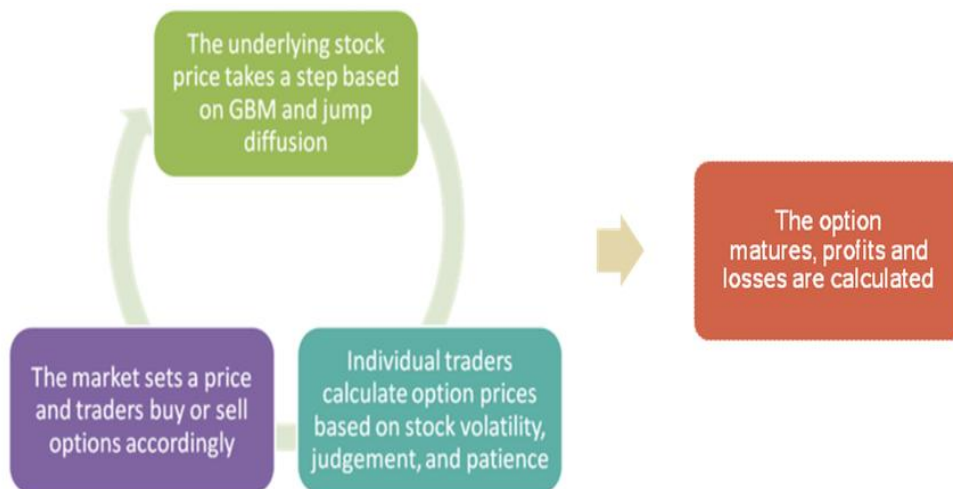 The underlying stock
price takes a step based
on GBM and jump
diffusion
Individual traders
calculate option prices
based on stock volatility,
judgement, and patience
The market sets a price
and traders buy or sell
options accordingly
The option
matures, profits and
losses are calculated